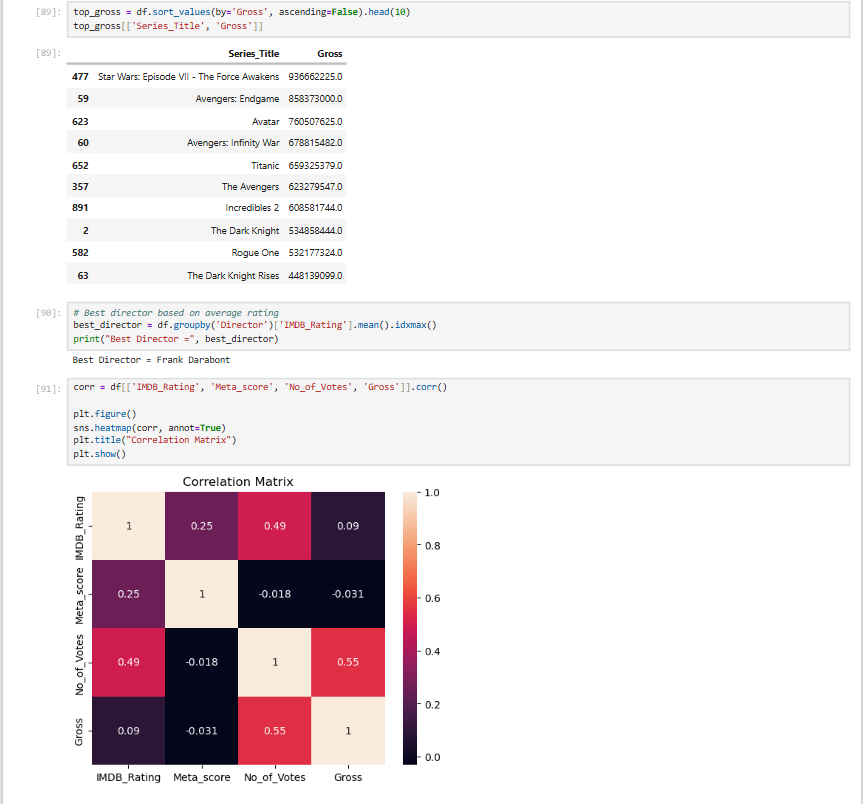 [89]:
top_gross = df.sort_values(by='Gross', ascending=False).head(10)
top_gross[['Series_Title', 'Gross']]
[89]:
Series_Title Gross
477 Star Wars: Episode VII - The Force Awakens 936662225.0
59 Avengers: Endgame 858373000.0
623 Avatar 760507625.0
60 Avengers: Infinity War 678815482.0
652 Titanic 659325379.0
357 The Avengers 623279547.0
891 Incredibles 2 608581744.0
2 The Dark Knight 534858444.0
582 Rogue One 532177324.0
63 The Dark Knight Rises 448139099.0
[90]:
# Best director based on average rating
best_director = df.groupby('Director')['IMDB_Rating'].mean().idxmax()
print("Best Director =", best_director)
Best Director = Frank Darabont
[91]:
corr = df[['IMDB_Rating', 'Meta_score', 'No_of_Votes', 'Gross']].corr()
plt.figure()
sns.heatmap(corr, annot=True)
plt.title("Correlation Matrix")
plt.show()
Correlation Matrix
IMDB_Rating 1 0.25 0.49 0.09
Meta_score 0.25 1 -0.018 -0.031
No_of_Votes 0.49 -0.018 1 0.55
Gross 0.09 -0.031 0.55 1
IMDB_Rating Meta_score No_of_Votes Gross
1.0
0.8
0.6
0.4
0.2
0.0